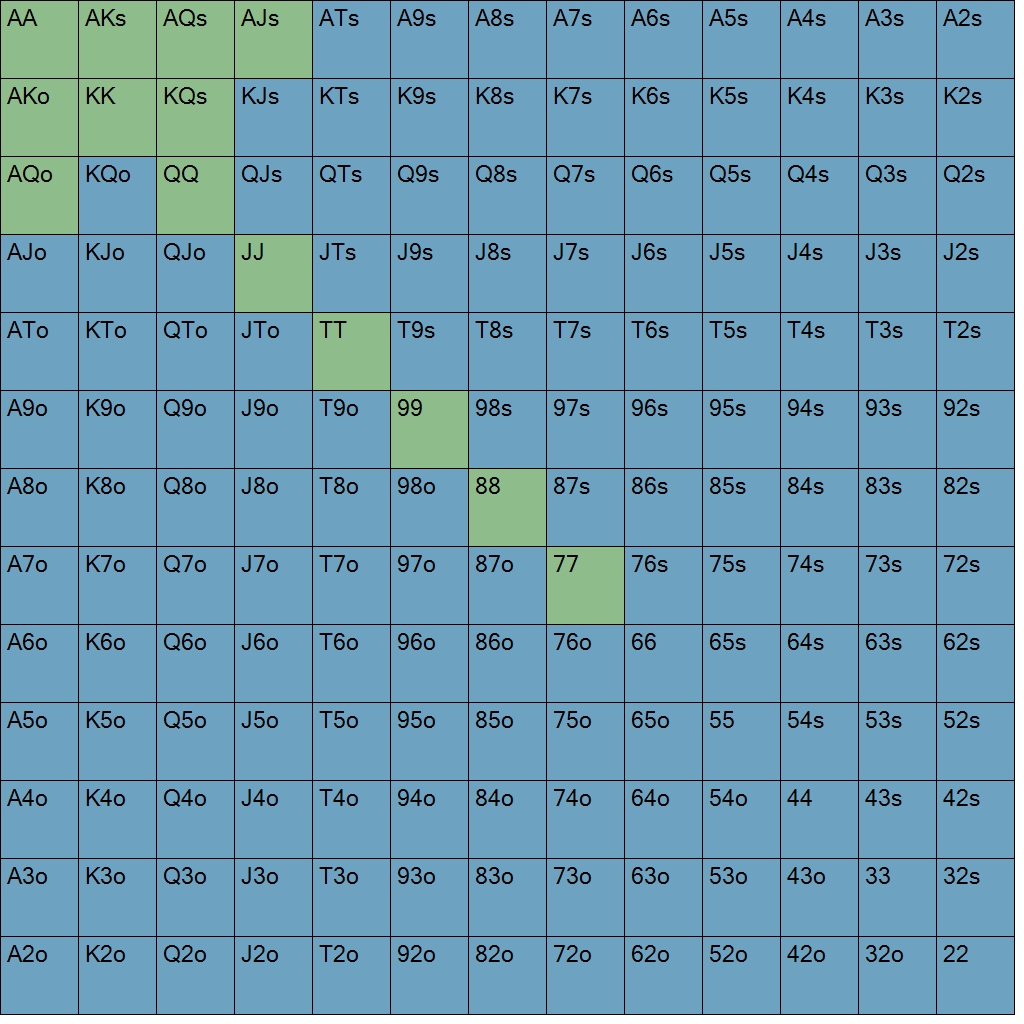 AA AKs AQs AJs ATs A9s A8s A7s A6s A5s A4s A3s A2s
AKo KK KQs KJs KTs K9s K8s K7s K6s K5s K4s K3s K2s
AQo KQo QQ QJs QTs Q9s Q8s Q7s Q6s Q5s Q4s Q3s Q2s
AJo KJo QJo JJ JTs J9s J8s J7s J6s J5s J4s J3s J2s
ATo KTo QTo JTo TT T9s T8s T7s T6s T5s T4s T3s T2s
A9o K9o Q9o J9o T9o 99 98s 97s 96s 95s 94s 93s 92s
A8o K8o Q8o J8o T8o 98o 88 87s 86s 85s 84s 83s 82s
A7o K7o Q7o J7o T7o 97o 87o 77 76s 75s 74s 73s 72s
A6o K6o Q6o J6o T6o 96o 86o 76o 66 65s 64s 63s 62s
A5o K5o Q5o J5o T5o 95o 85o 75o 65o 55 54s 53s 52s
A4o K4o Q4o J4o T4o 94o 84o 74o 64o 54o 44 43s 42s
A3o K3o Q3o J3o T3o 93o 83o 73o 63o 53o 43o 33 32s
A2o K2o Q2o J2o T2o 92o 82o 72o 62o 52o 42o 32o 22